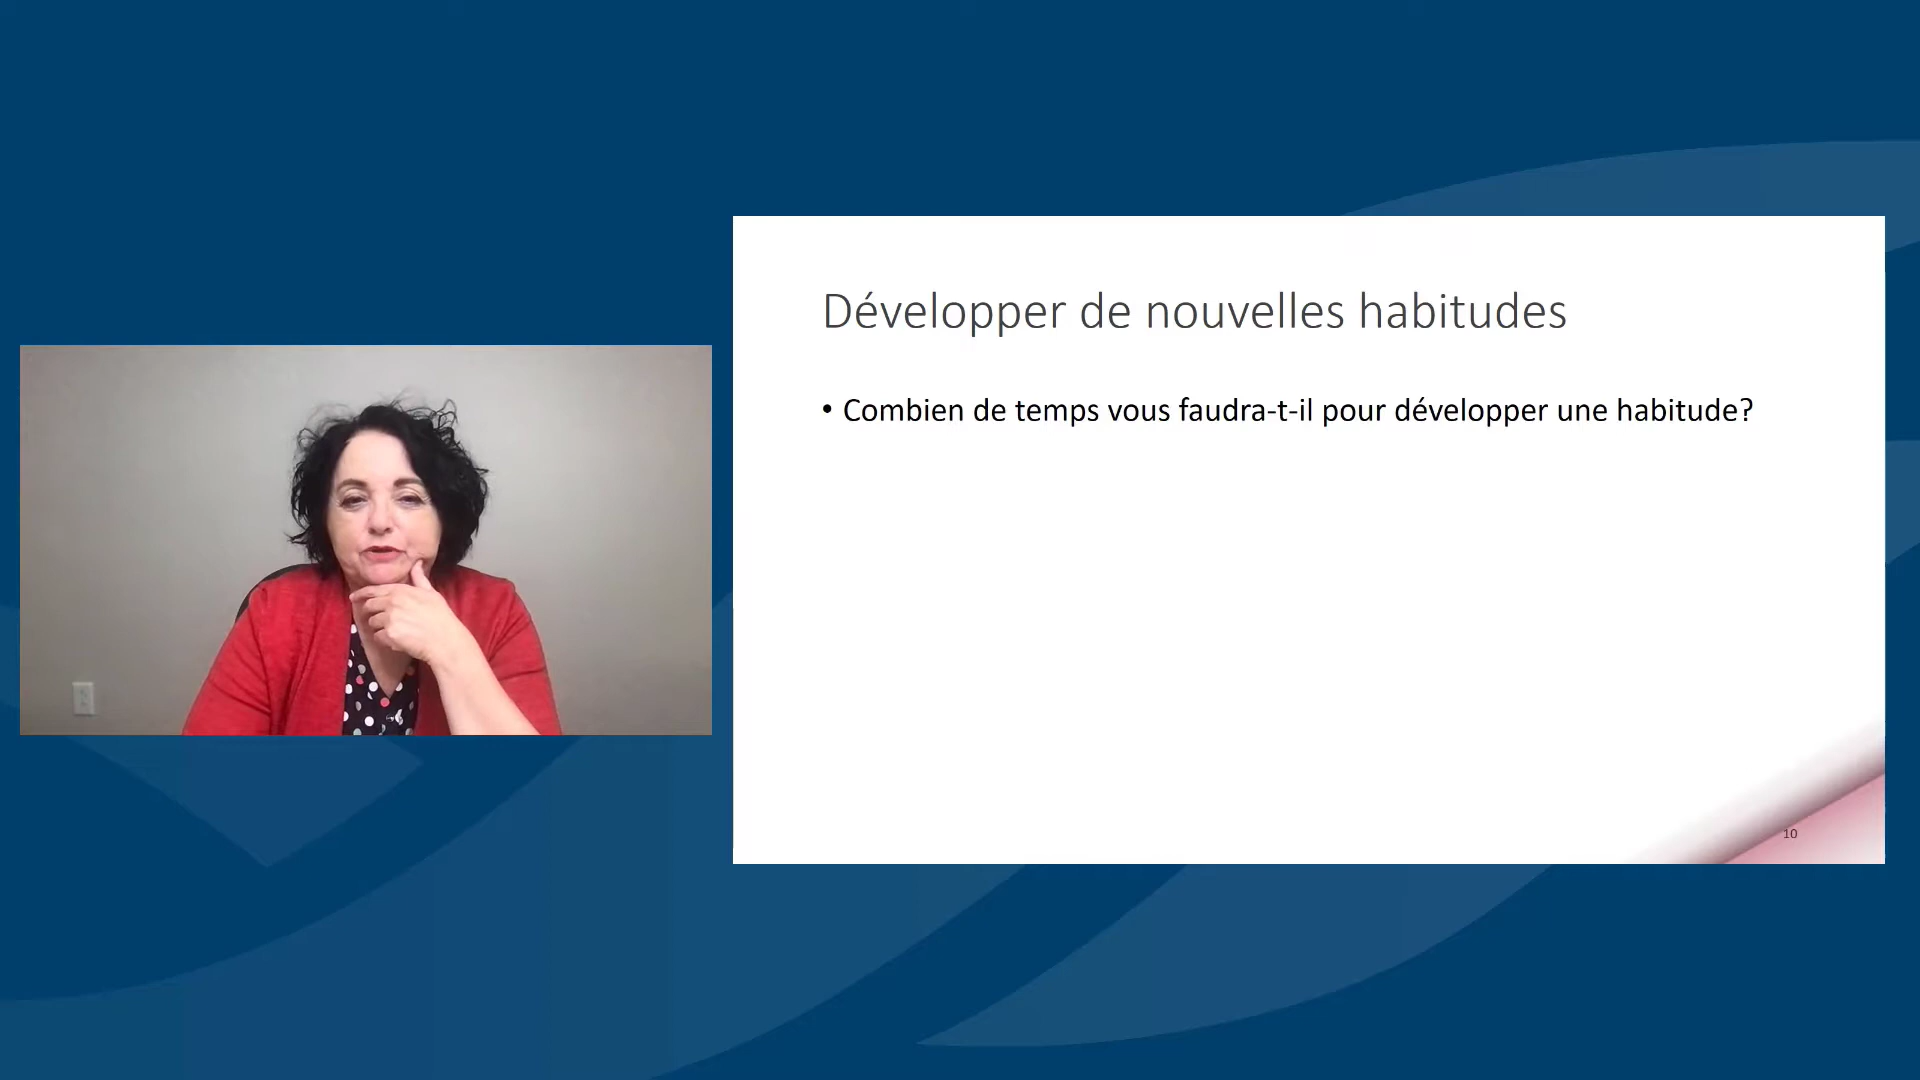 Développer de nouvelles habitudes
• Combien de temps vous faudra-t-il pour développer une habitude?
10